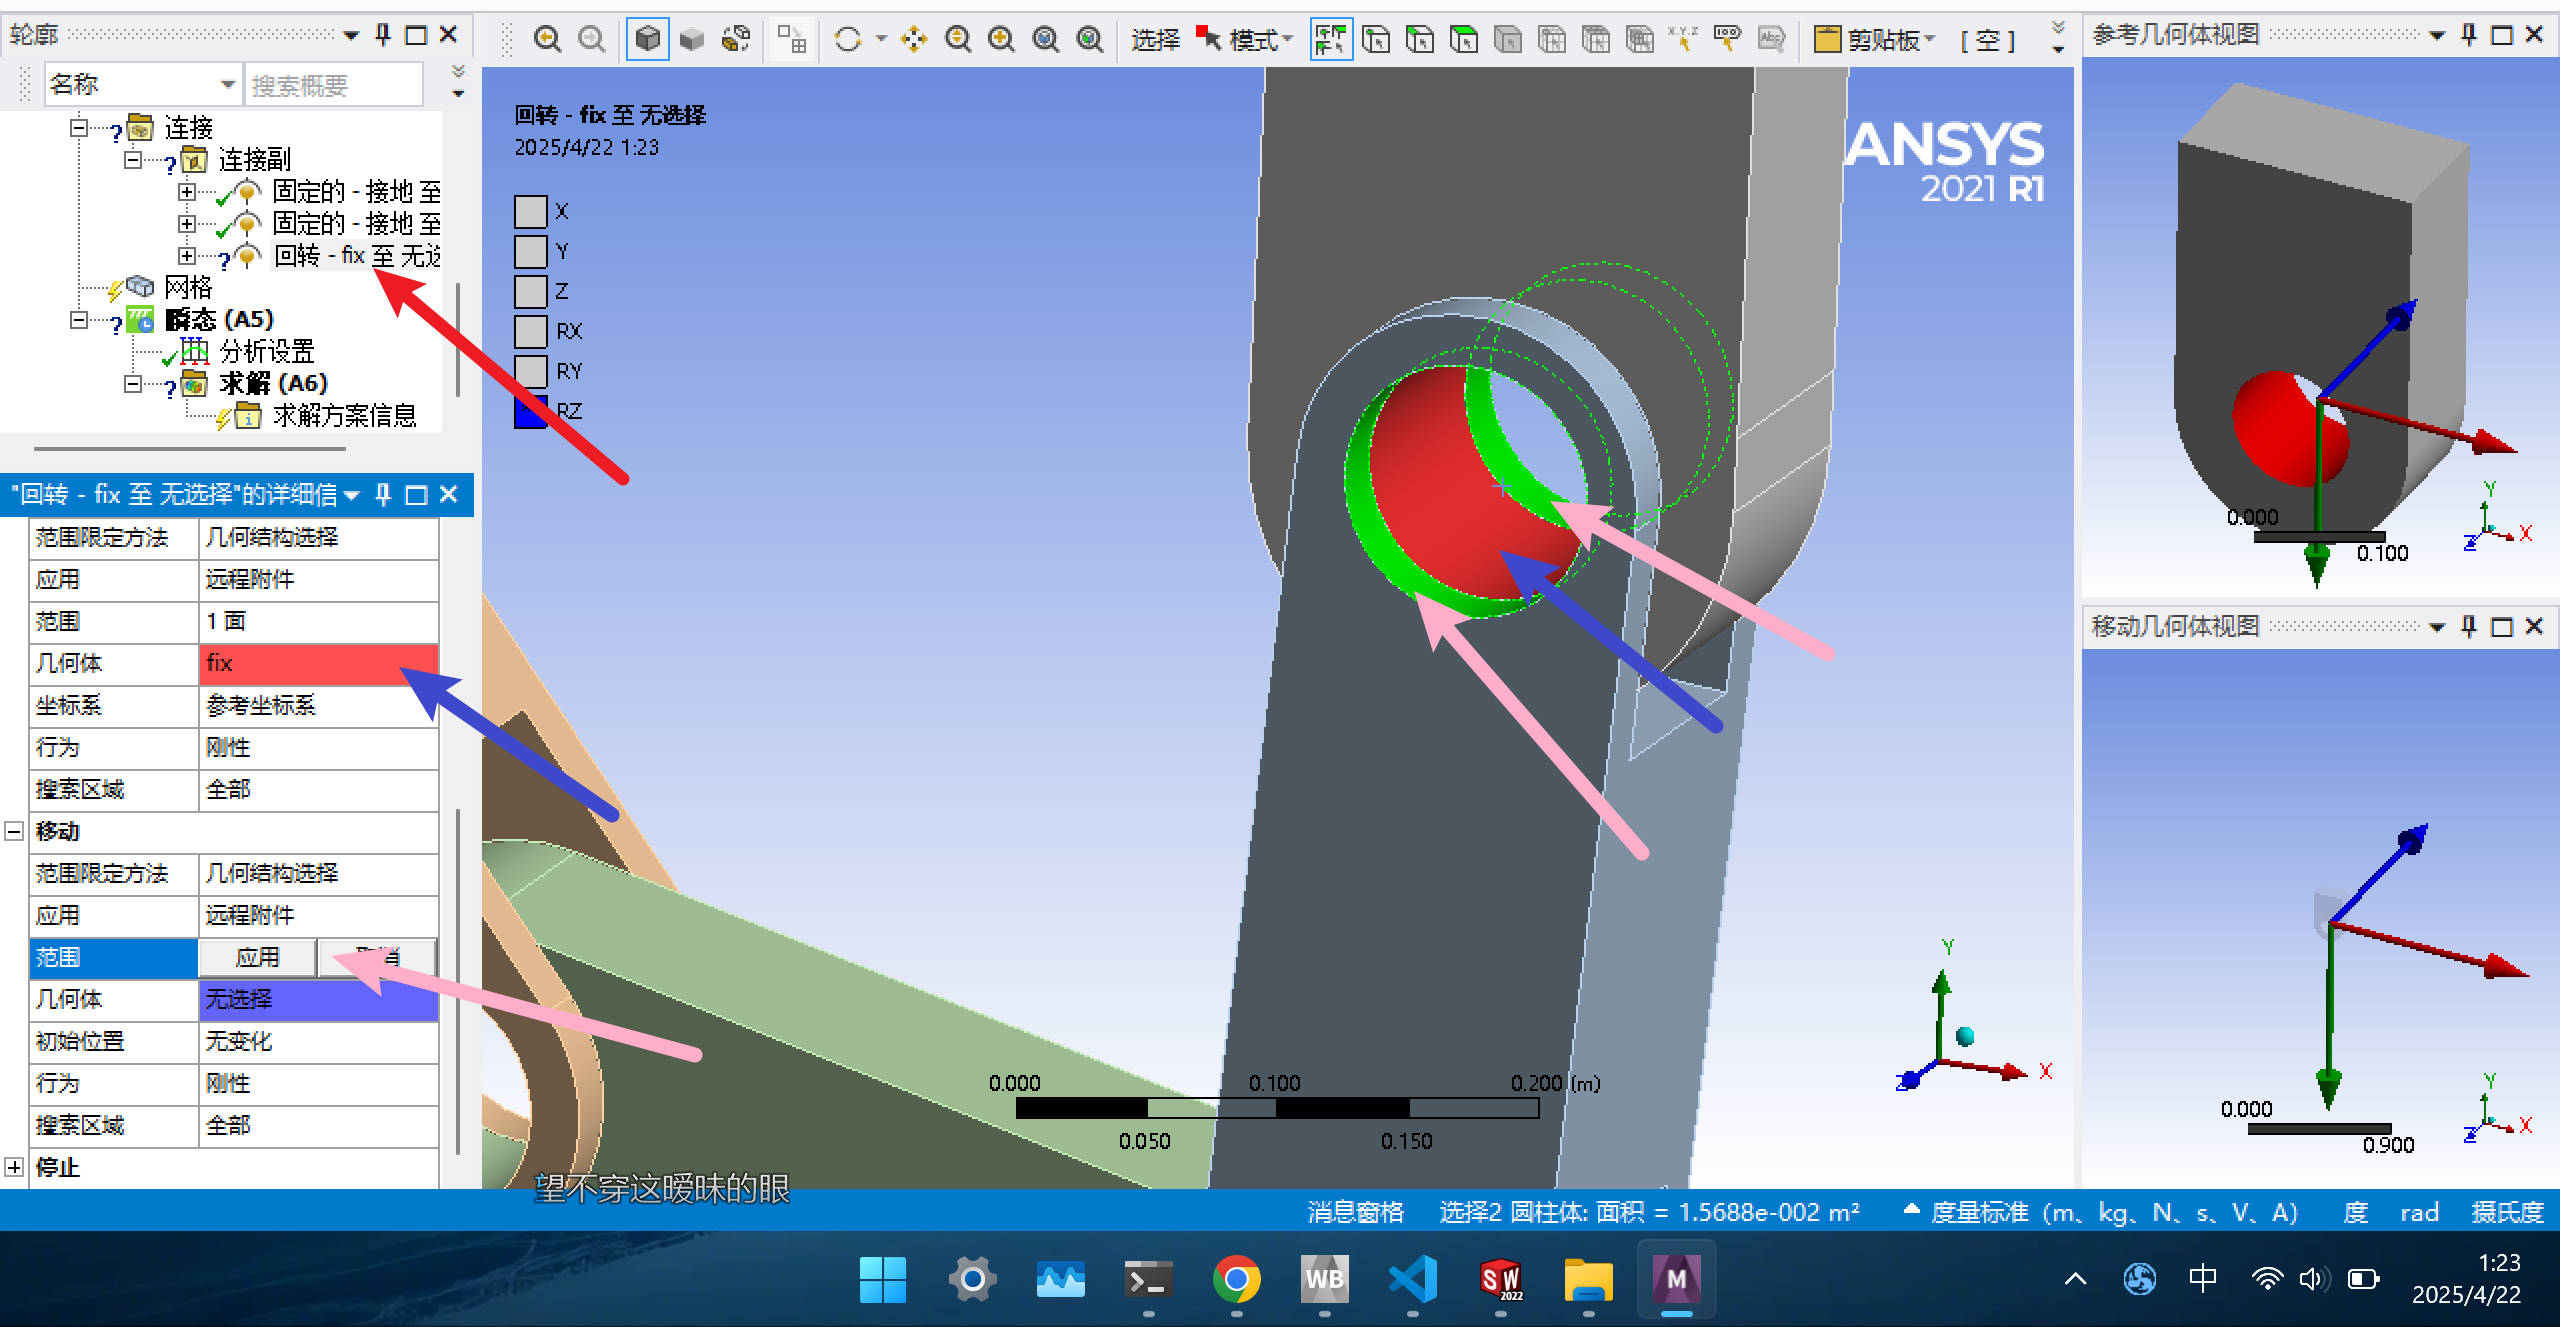 轮廓
名称
搜索概要
连接
连接副
固定的 - 接地 至
固定的 - 接地 至
回转 - fix 至 无选
网格
瞬态 (A5)
分析设置
求解 (A6)
求解方案信息
"回转 - fix 至 无选择"的详细信
范围限定方法 几何结构选择
应用 远程附件
范围 1 面
几何体 fix
坐标系 参考坐标系
行为 刚性
搜索区域 全部
移动
范围限定方法 几何结构选择
应用 远程附件
范围 应用
几何体 无选择
初始位置 无变化
行为 刚性
搜索区域 全部
停止
选择 模式 剪贴板 [ 空 ]
回转 - fix 至 无选择
2025/4/22 1:23
X
Y
Z
RX
RY
RZ
ANSYS
2021 R1
0.000 0.100 0.200 (m)
0.050 0.150
Y
X
Z
参考几何体视图
0.000
0.100
Y
X
Z
移动几何体视图
0.000
0.900
Y
X
Z
望不穿这暧昧的眼
消息窗格 选择2 圆柱体: 面积 = 1.5688e-002 m² 度量标准 (m、kg、N、s、V、A) 度 rad 摄氏度
WB
SW
2022
M
中
1:23
2025/4/22